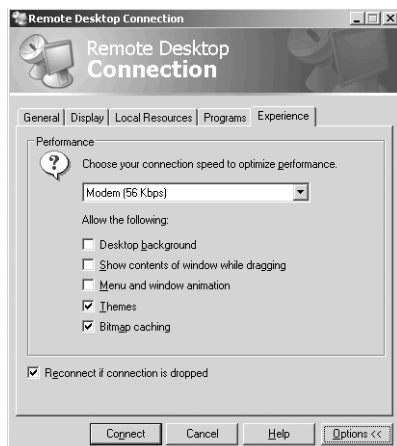 Remote Desktop Connection
Remote Desktop
Connection
General Display Local Resources Programs Experience
Performance
Choose your connection speed to optimize performance.
Modem (56 Kbps)
Allow the following:
Desktop background
Show contents of window while dragging
Menu and window animation
Themes
Bitmap caching
Reconnect if connection is dropped
Connect Cancel Help Options <<